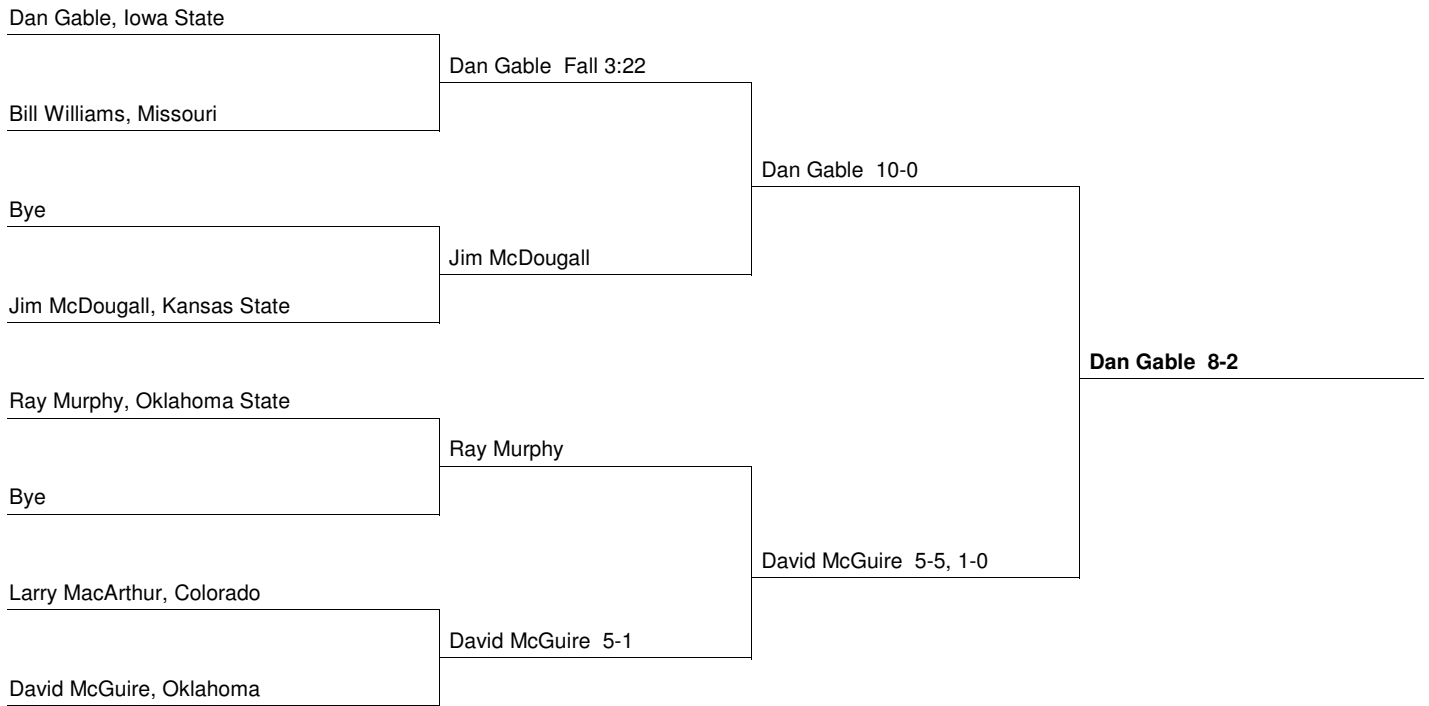 Dan Gable, Iowa State
Dan Gable  Fall 3:22
Bill Williams, Missouri
Dan Gable  10-0
Bye
Jim McDougall
Jim McDougall, Kansas State
Dan Gable  8-2
Ray Murphy, Oklahoma State
Ray Murphy
Bye
David McGuire  5-5, 1-0
Larry MacArthur, Colorado
David McGuire  5-1
David McGuire, Oklahoma